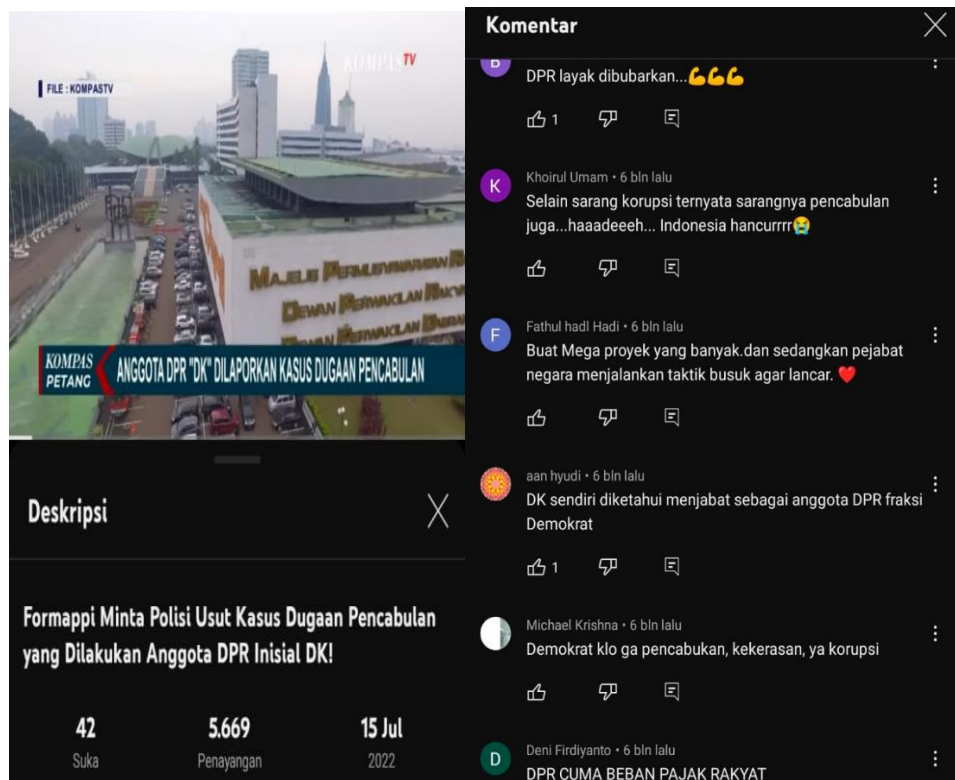 FILE : KOMPASTV
KOMPAS TV
MAJELIS PERMUSYAWARATAN
DEWAN PERWAKILAN RAKYAT
DEWAN PERWAKILAN DAERAH
KOMPAS PETANG
ANGGOTA DPR "DK" DILAPORKAN KASUS DUGAAN PENCABULAN
Deskripsi
Formappi Minta Polisi Usut Kasus Dugaan Pencabulan
yang Dilakukan Anggota DPR Inisial DK!
42 5.669 15 Jul
Suka Penayangan 2022
Komentar
B
DPR layak dibubarkan...💪💪💪
1
K
Khoirul Umam • 6 bln lalu
Selain sarang korupsi ternyata sarangnya pencabulan
juga...haaadeeeh... Indonesia hancurrrr😭
F
Fathul hadl Hadi • 6 bln lalu
Buat Mega proyek yang banyak.dan sedangkan pejabat
negara menjalankan taktik busuk agar lancar. ❤️
aan hyudi • 6 bln lalu
DK sendiri diketahui menjabat sebagai anggota DPR fraksi
Demokrat
1
Michael Krishna • 6 bln lalu
Demokrat klo ga pencabukan, kekerasan, ya korupsi
D
Deni Firdiyanto • 6 bln lalu
DPR CUMA BEBAN PAJAK RAKYAT